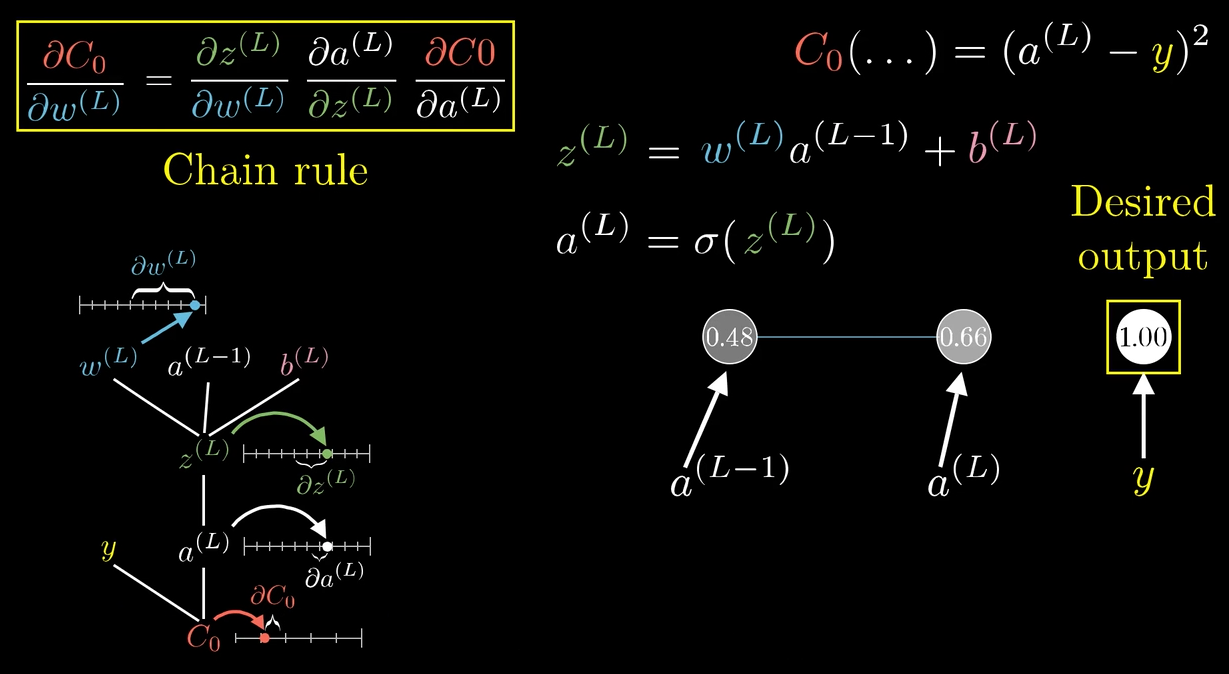 ∂C₀/∂w⁽ᴸ⁾ = ∂z⁽ᴸ⁾/∂w⁽ᴸ⁾ ∂a⁽ᴸ⁾/∂z⁽ᴸ⁾ ∂C0/∂a⁽ᴸ⁾
Chain rule
C₀(...) = (a⁽ᴸ⁾ − y)²
z⁽ᴸ⁾ = w⁽ᴸ⁾a⁽ᴸ⁻¹⁾ + b⁽ᴸ⁾
a⁽ᴸ⁾ = σ(z⁽ᴸ⁾)
Desired
output
0.48
0.66
1.00
a⁽ᴸ⁻¹⁾
a⁽ᴸ⁾
y
∂w⁽ᴸ⁾
w⁽ᴸ⁾ a⁽ᴸ⁻¹⁾ b⁽ᴸ⁾
z⁽ᴸ⁾
∂z⁽ᴸ⁾
y
a⁽ᴸ⁾
∂a⁽ᴸ⁾
∂C₀
C₀